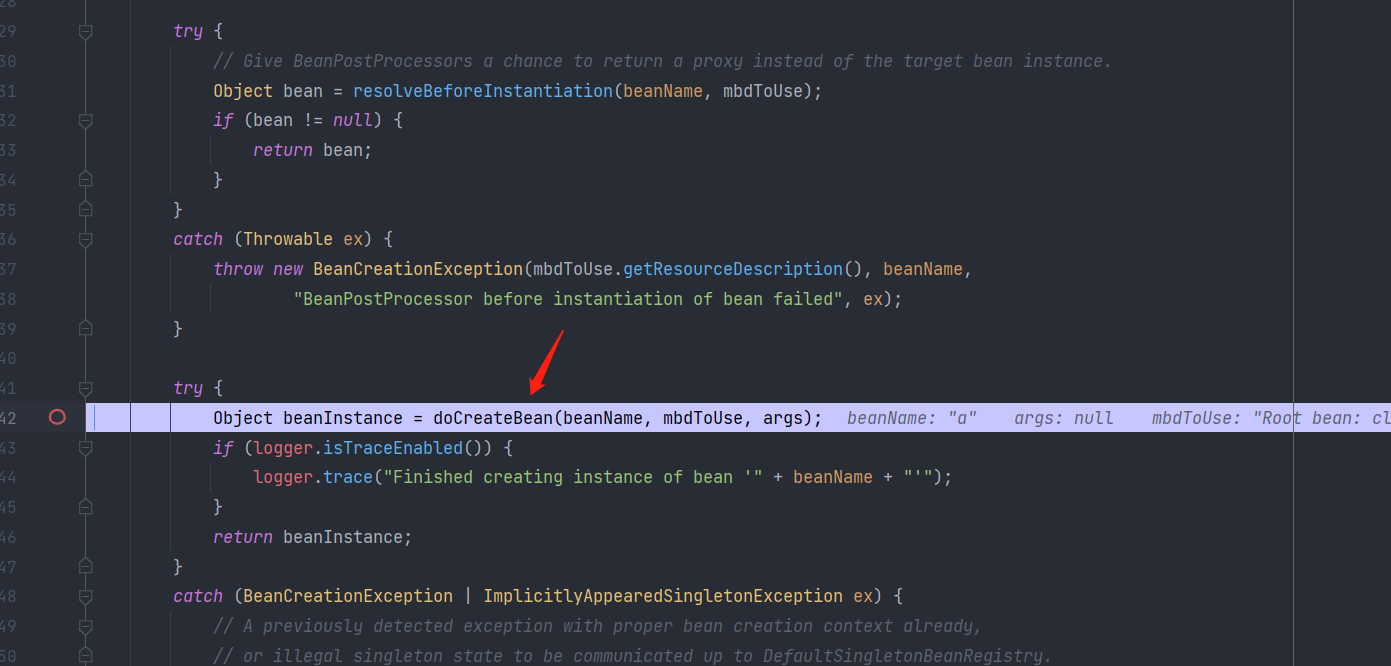 28
29 try {
30 // Give BeanPostProcessors a chance to return a proxy instead of the target bean instance.
31 Object bean = resolveBeforeInstantiation(beanName, mbdToUse);
32 if (bean != null) {
33 return bean;
34 }
35 }
36 catch (Throwable ex) {
37 throw new BeanCreationException(mbdToUse.getResourceDescription(), beanName,
38 "BeanPostProcessor before instantiation of bean failed", ex);
39 }
40
41 try {
42 Object beanInstance = doCreateBean(beanName, mbdToUse, args); beanName: "a" args: null mbdToUse: "Root bean: cl
43 if (logger.isTraceEnabled()) {
44 logger.trace("Finished creating instance of bean '" + beanName + "'");
45 }
46 return beanInstance;
47 }
48 catch (BeanCreationException | ImplicitlyAppearedSingletonException ex) {
49 // A previously detected exception with proper bean creation context already,
50 // or illegal singleton state to be communicated up to DefaultSingletonBeanRegistry.